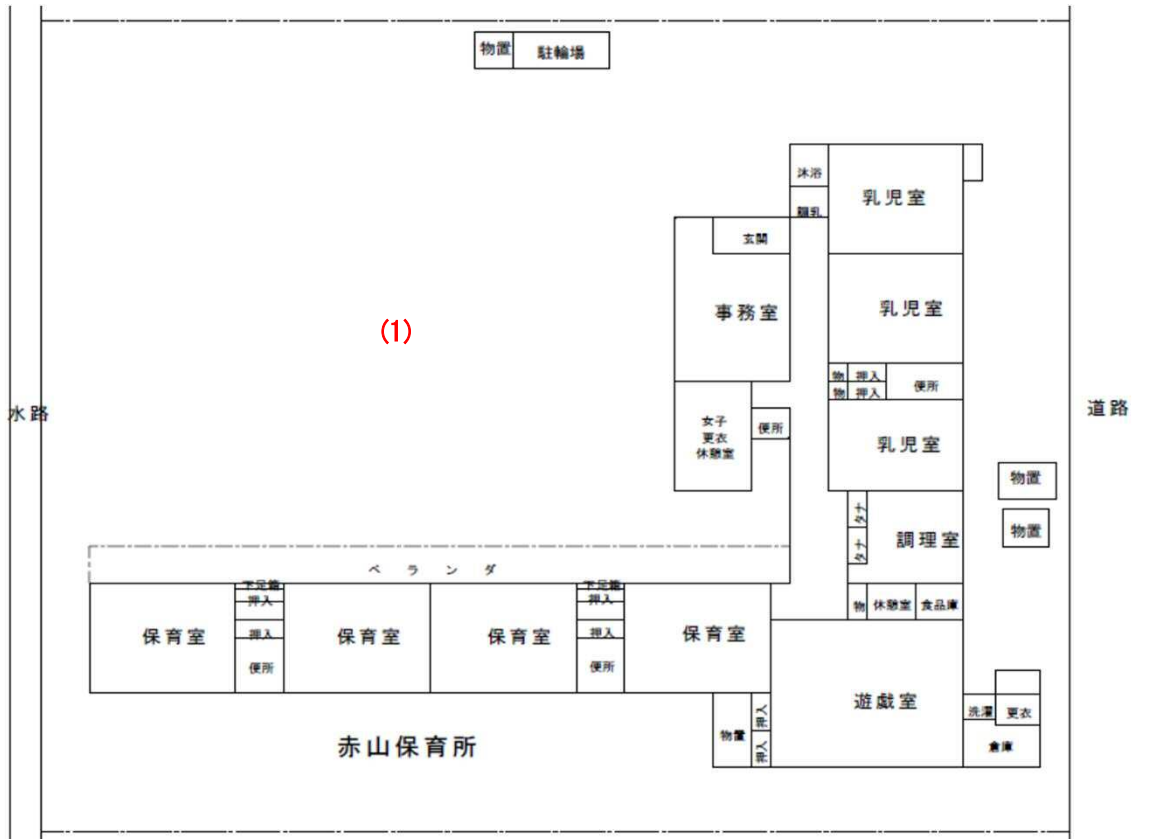 物置 駐輪場
沐浴
乳児室
調乳
玄関
事務室
乳児室
(1)
物 押入
物 押入
便所
水路
道路
女子
更衣
休憩室
便所
乳児室
物置
タナ
タナ
物置
調理室
ベランダ
下足箱
押入
下足箱
押入
物 休憩室 食品庫
保育室
押入
保育室
保育室
押入
保育室
便所
便所
遊戯室
洗濯 更衣
押入
物置
押入
倉庫
赤山保育所